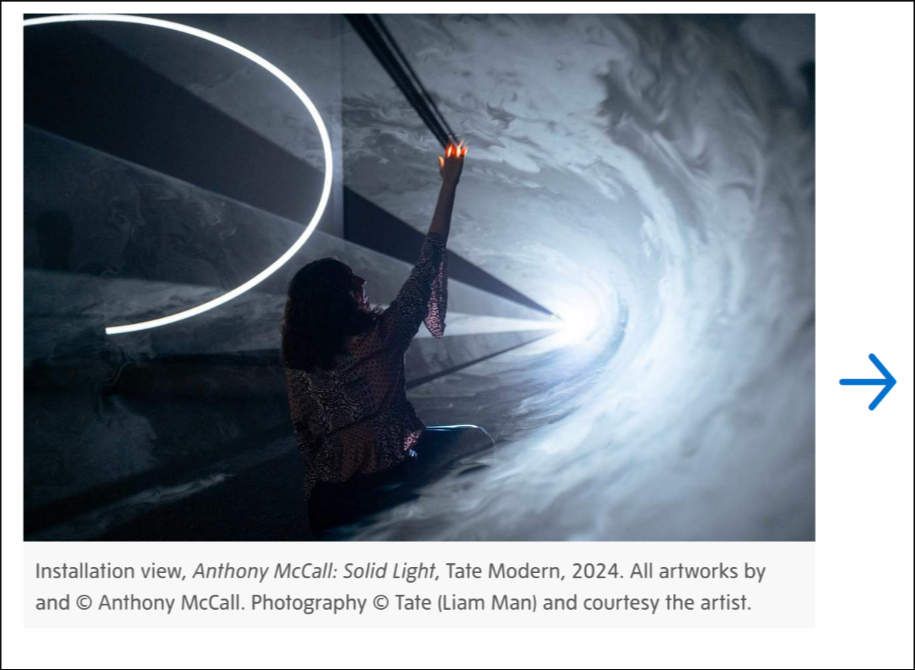 Installation view, Anthony McCall: Solid Light, Tate Modern, 2024. All artworks by
and © Anthony McCall. Photography © Tate (Liam Man) and courtesy the artist.